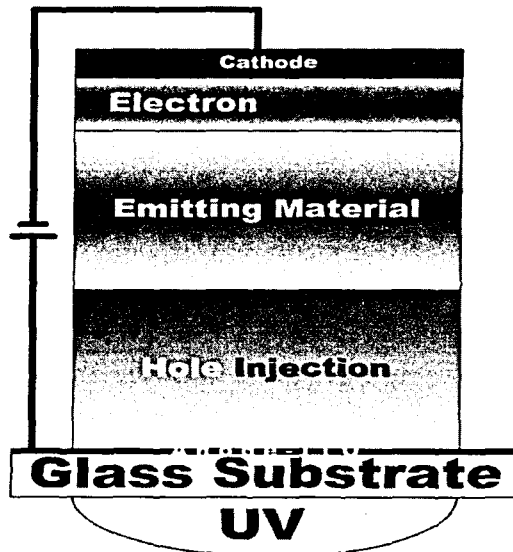 Cathode
Electron
Emitting Material
Hole Injection
Glass Substrate
UV